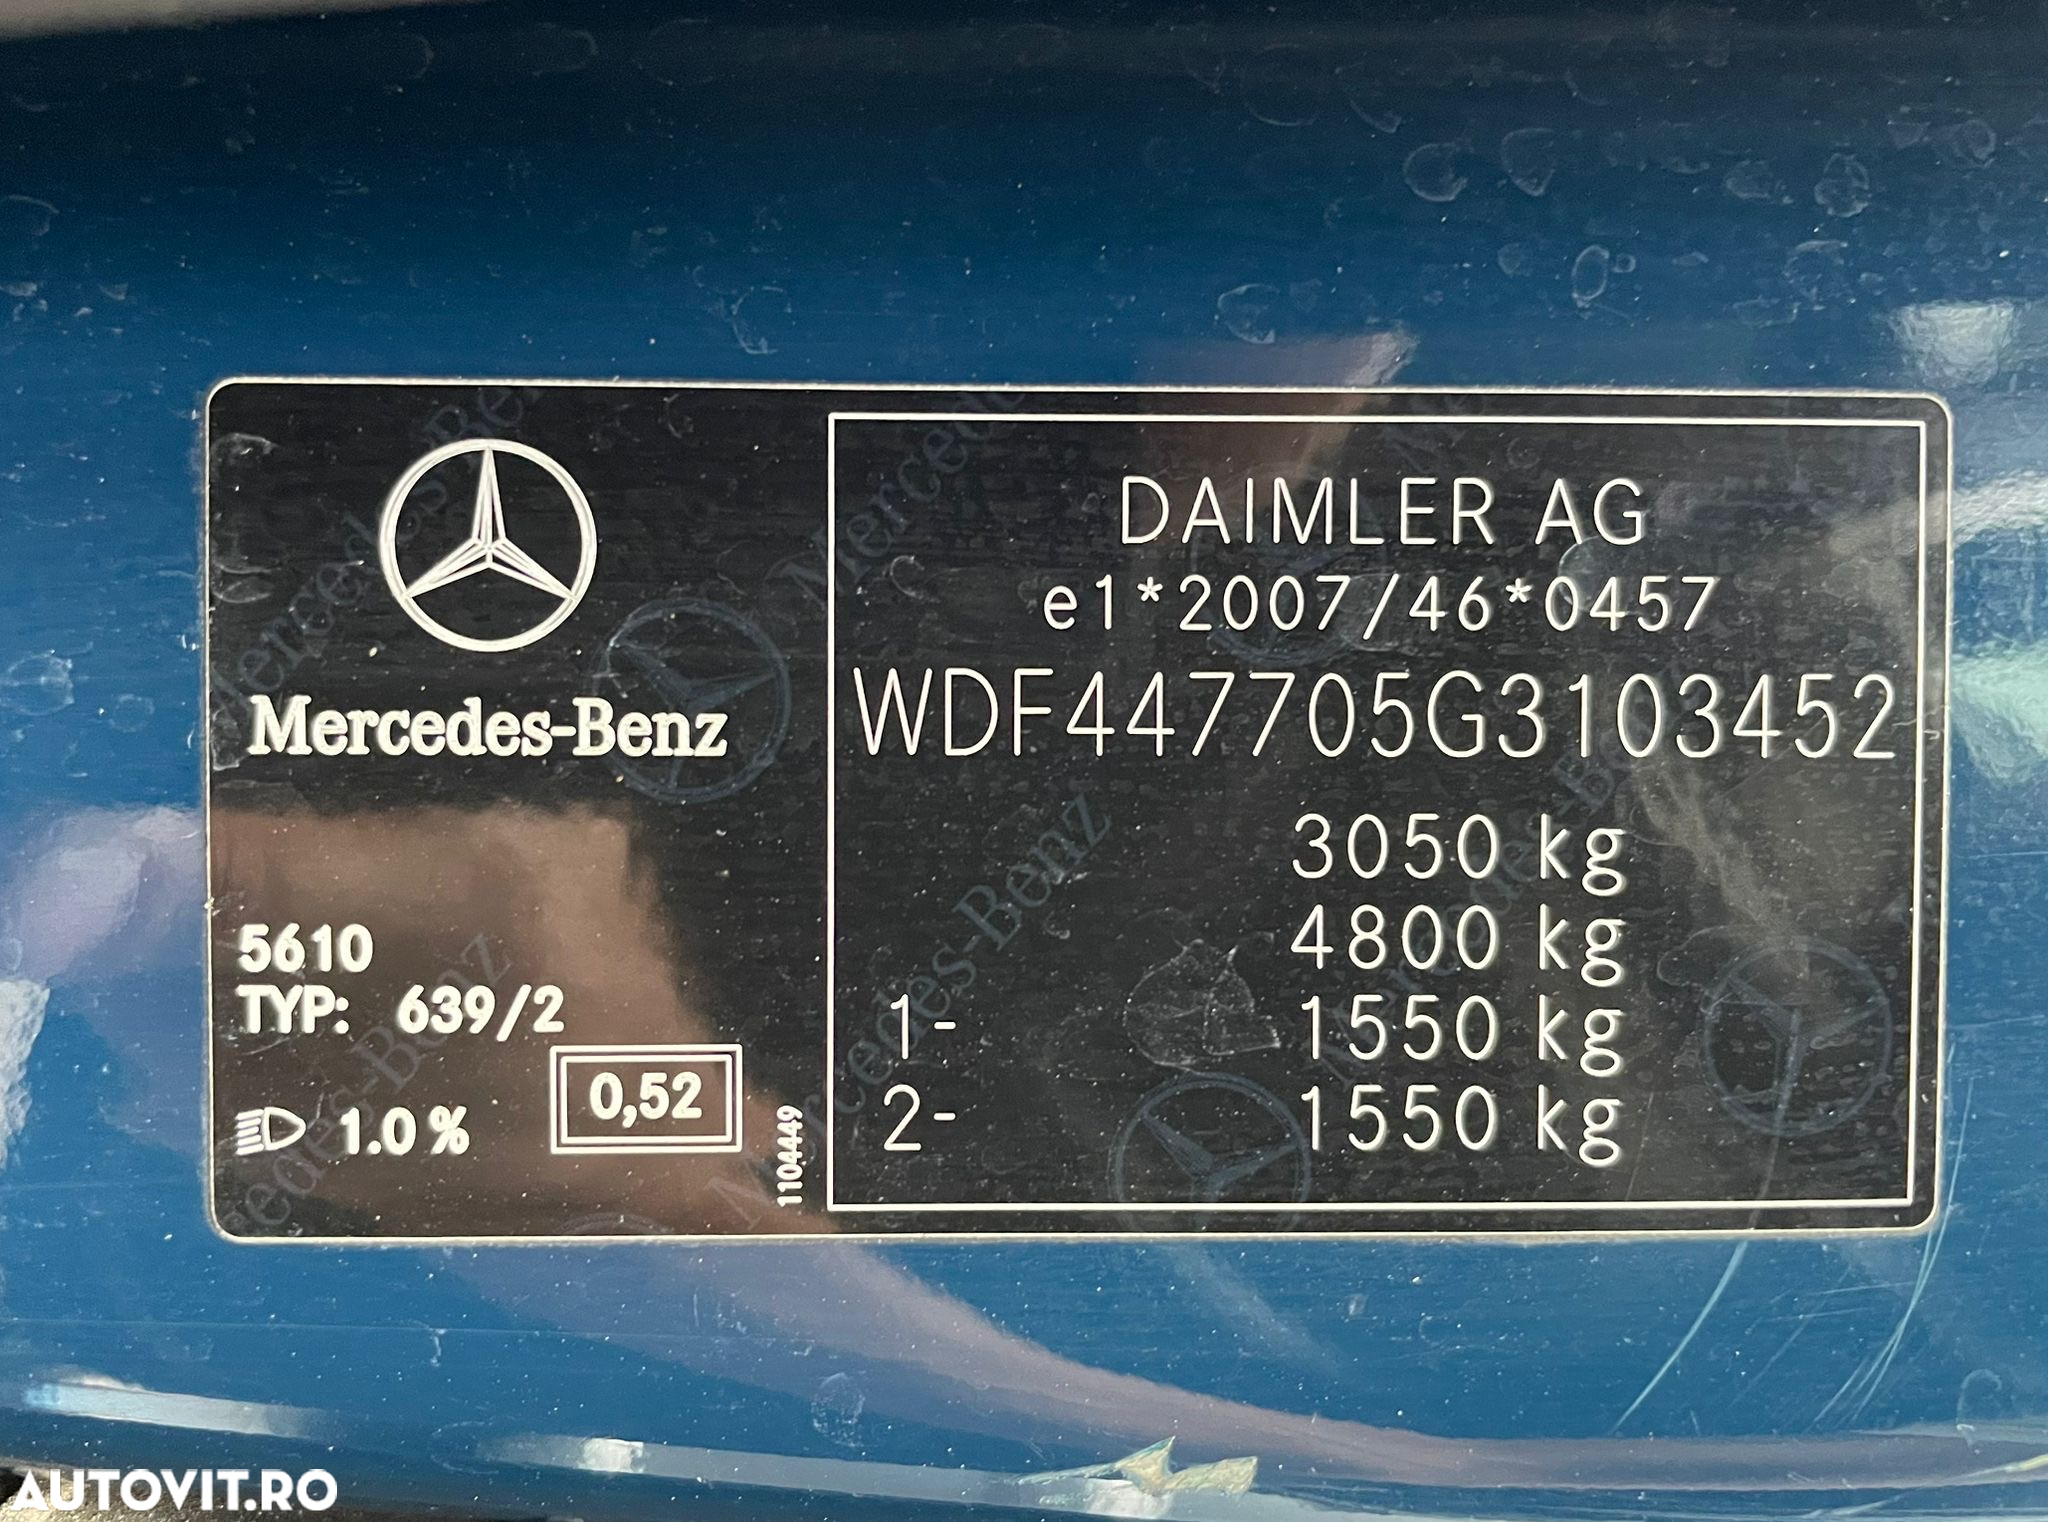 Mercedes-Benz
5610
TYP: 639/2
1.0 %
0,52
1104449
DAIMLER AG
e1*2007/46*0457
WDF447705G3103452
3050 kg
4800 kg
1- 1550 kg
2- 1550 kg
AUTOVIT.RO